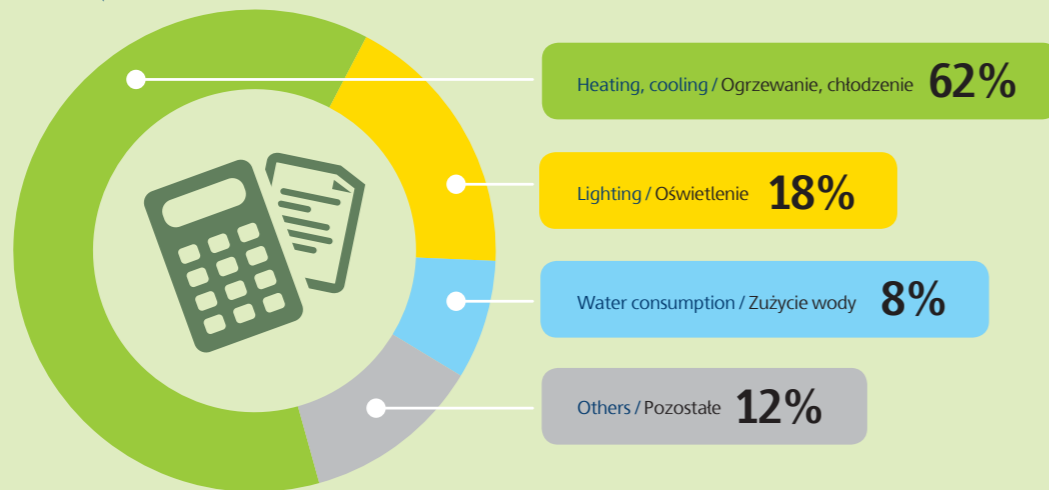 Heating, cooling / Ogrzewanie, chłodzenie 62%
Lighting / Oświetlenie 18%
Water consumption / Zużycie wody 8%
Others / Pozostałe 12%